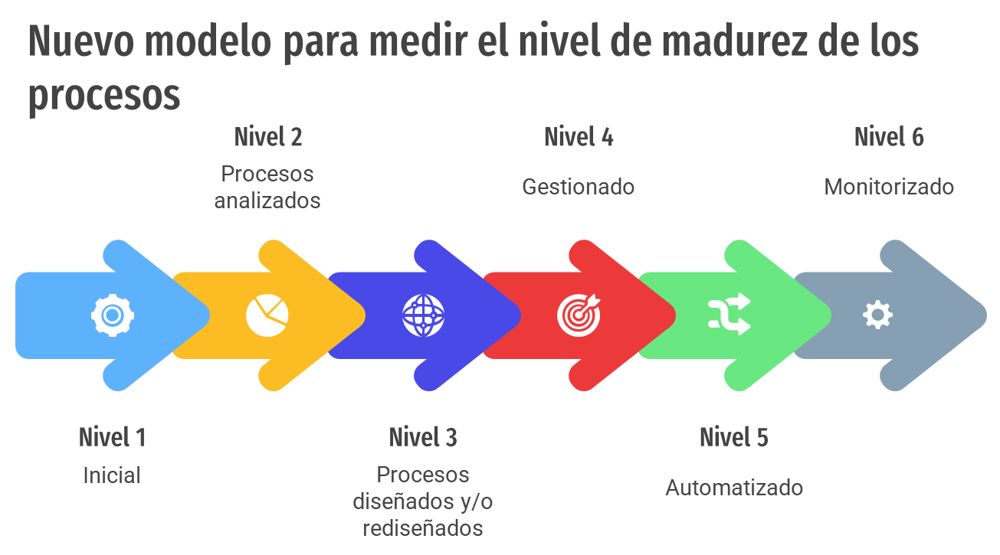 Nuevo modelo para medir el nivel de madurez de los
procesos
Nivel 1
Inicial
Nivel 2
Procesos
analizados
Nivel 3
Procesos
diseñados y/o
rediseñados
Nivel 4
Gestionado
Nivel 5
Automatizado
Nivel 6
Monitorizado